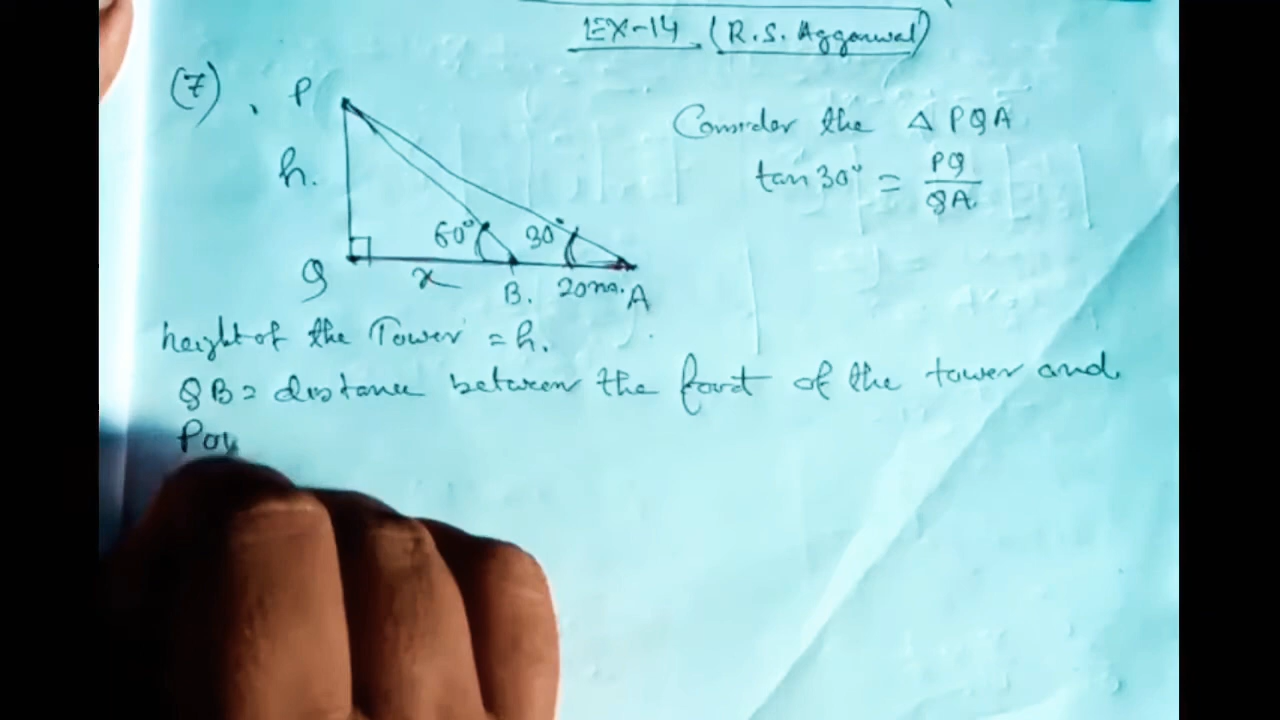 EX-14 (R.S. Aggarwal)
(7).
P
h.
60°
30°
Q
x
B.
20m.
A
Consider the Δ PQA
tan 30° = PQ
QA
height of the Tower = h.
QB = distance between the foot of the tower and